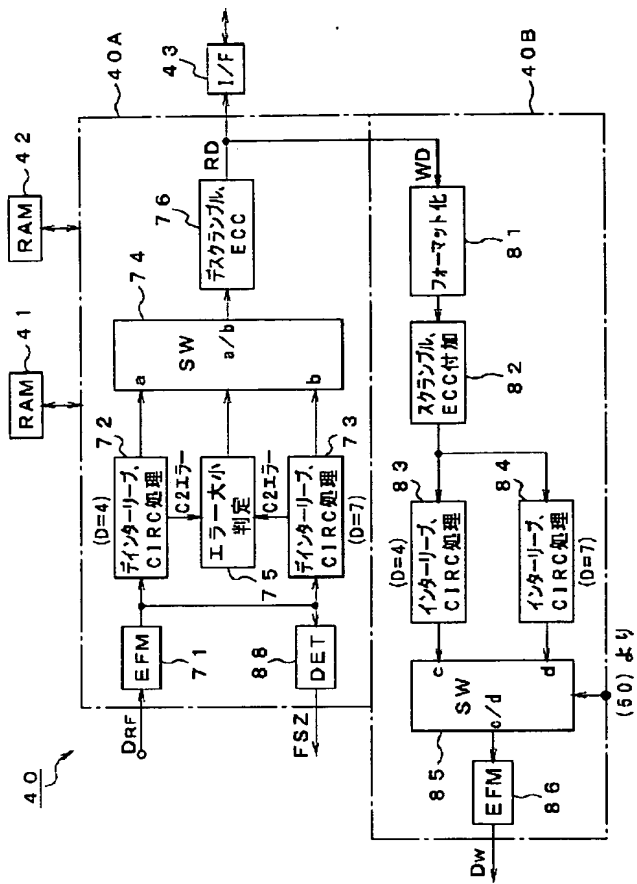 40
RAM
41
RAM
42
40A
DRF
EFM
71
(D=4)
72
デインターリーブ、
CIRC処理
C2エラー
エラー大小
判定
75
C2エラー
デインターリーブ、
CIRC処理
73
(D=7)
DET
88
FSZ
a
SW
a/b
b
74
デスクランブル、
ECC
76
RD
I/F
43
40B
WD
フォーマット化
81
スクランブル、
ECC付加
82
(D=4)
83
インターリーブ、
CIRC処理
84
インターリーブ、
CIRC処理
(D=7)
c
SW
c/d
d
85
EFM
86
DW
(50)より